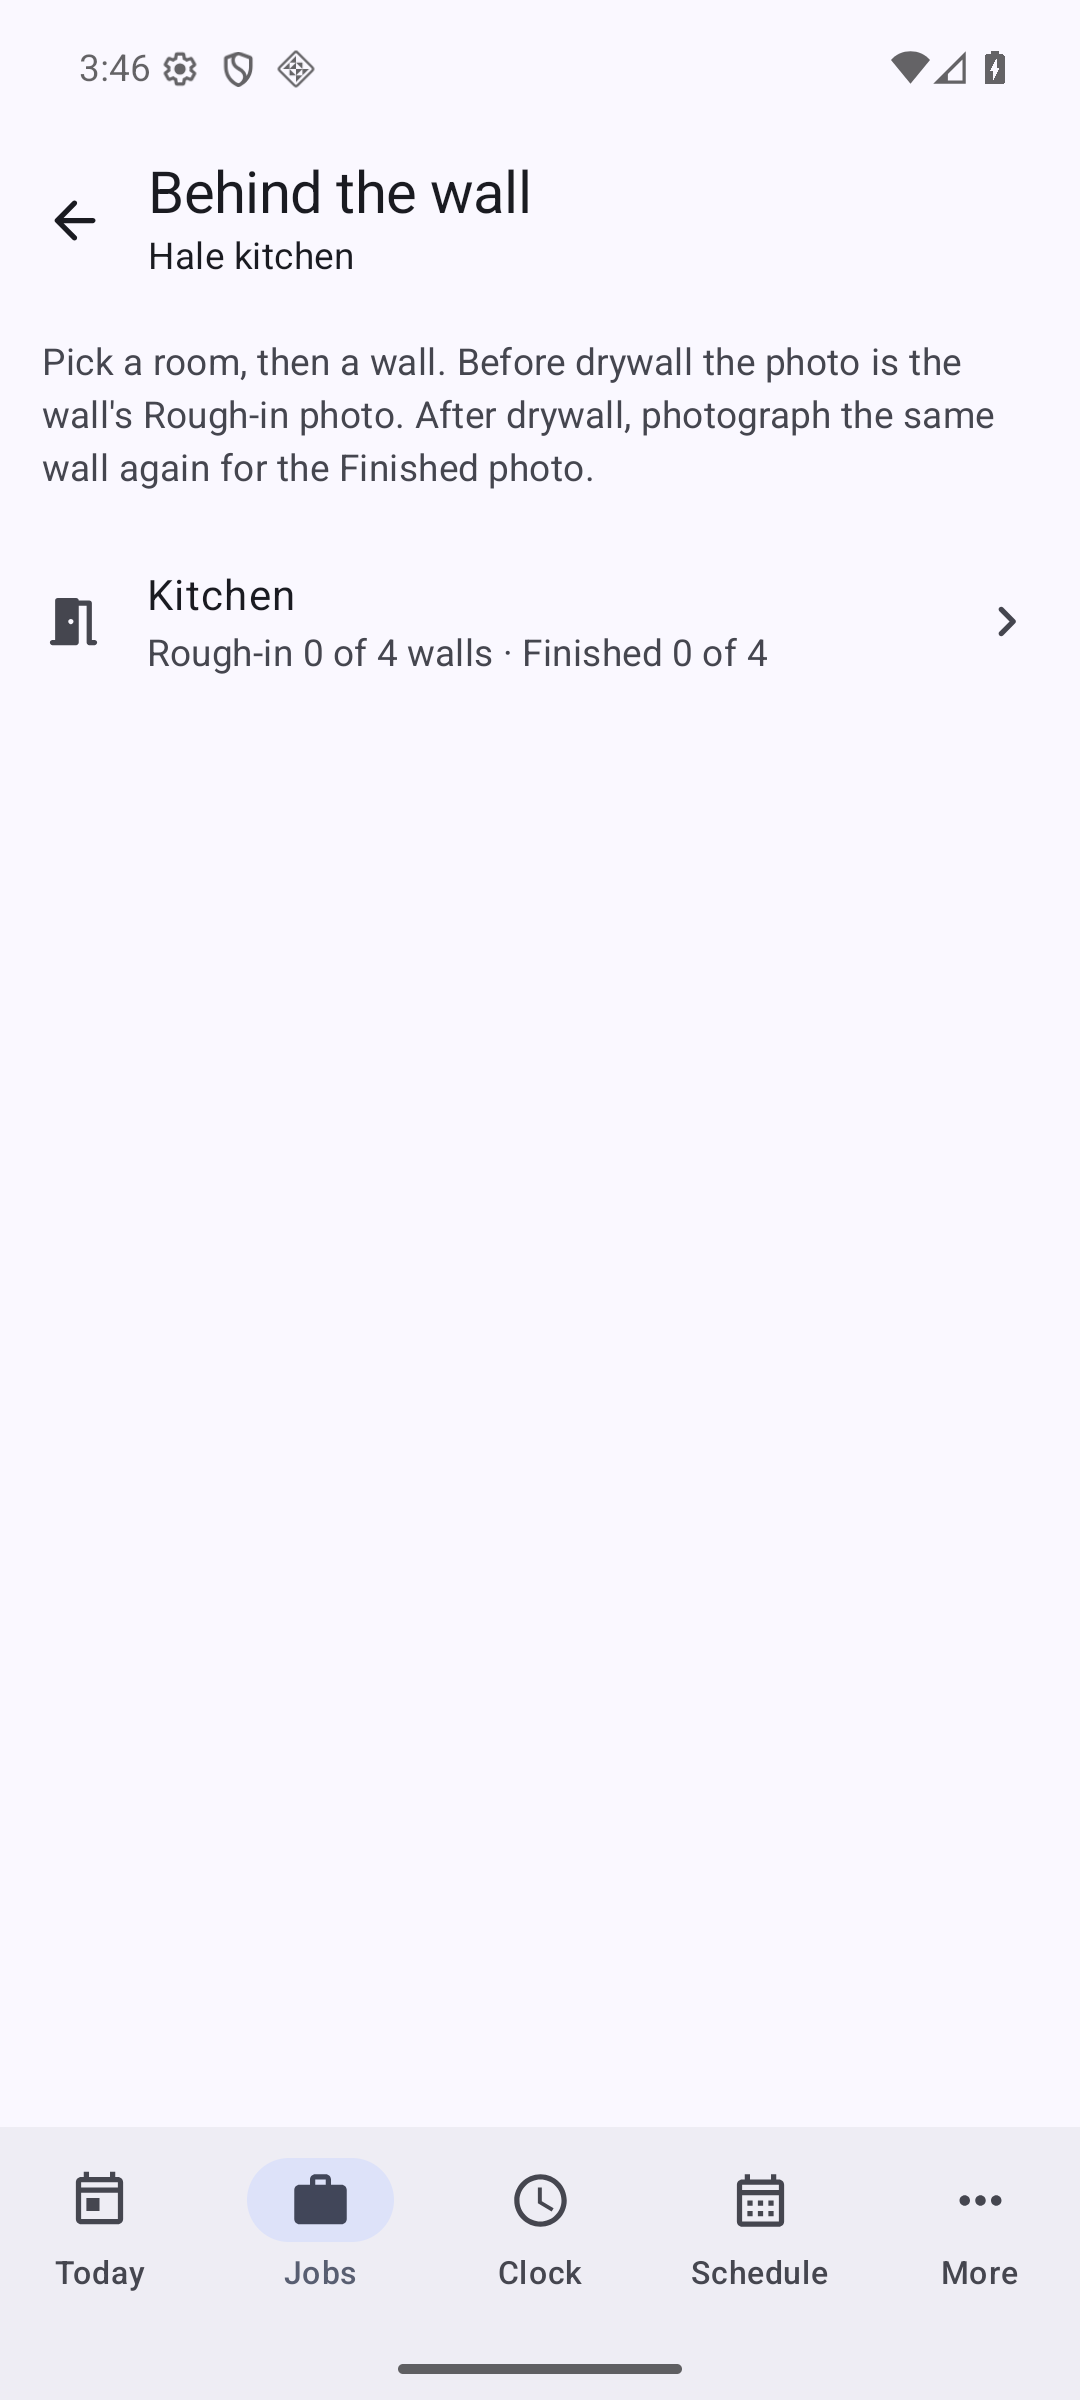 3:46
Behind the wall
Hale kitchen
Pick a room, then a wall. Before drywall the photo is the
wall's Rough-in photo. After drywall, photograph the same
wall again for the Finished photo.
Kitchen
Rough-in 0 of 4 walls · Finished 0 of 4
Today
Jobs
Clock
Schedule
More